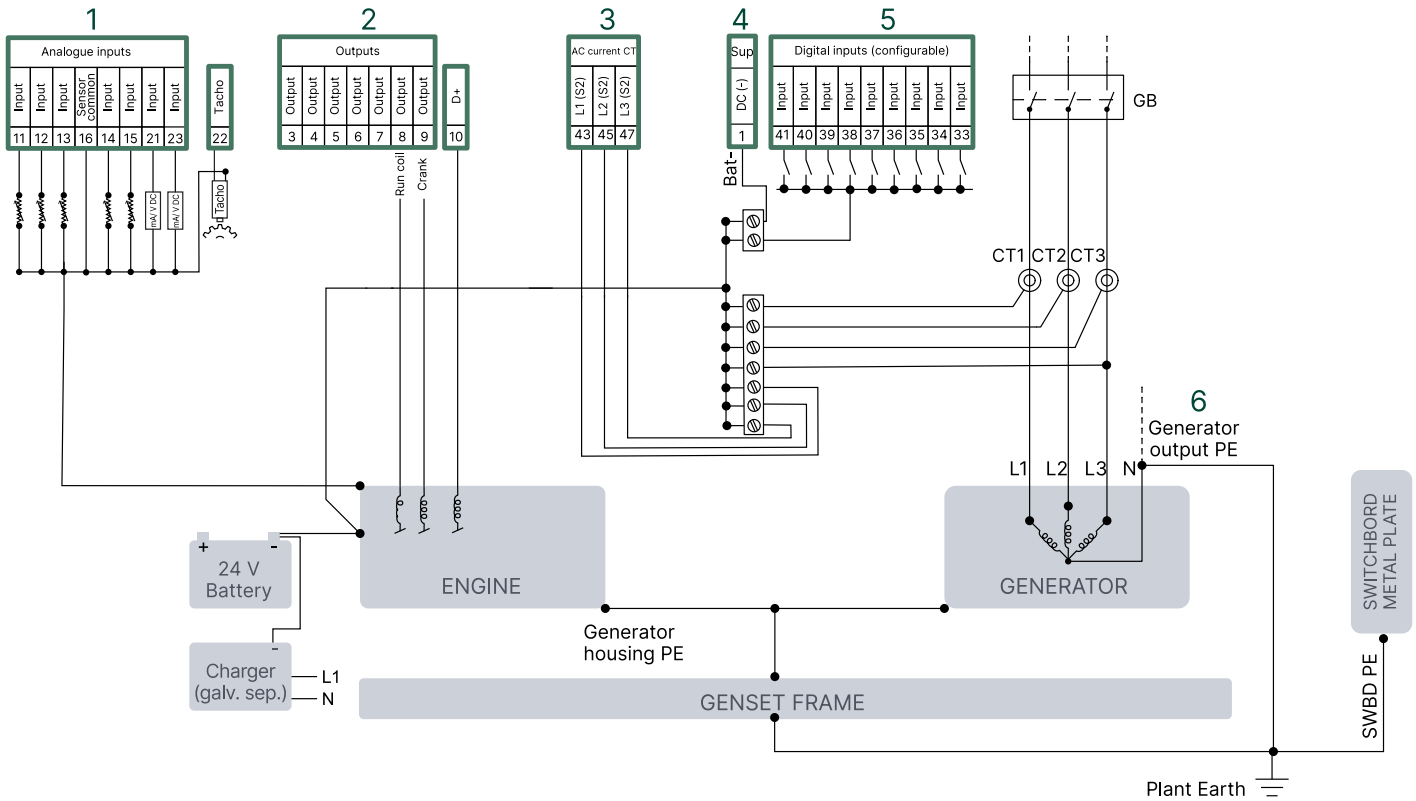 1
2
3
4
5
6
Analogue inputs
Input
Input
Input
Sensor
common
Input
Input
Input
Input
11
12
13
16
14
15
21
23
Tacho
22
mA/V DC
mA/V DC
Tacho
Outputs
Output
Output
Output
Output
Output
Output
Output
3
4
5
6
7
8
9
D+
10
Run coil
Crank
AC current CT
L1 (S2)
L2 (S2)
L3 (S2)
43
45
47
Sup
DC (-)
1
Bat-
Digital inputs (configurable)
Input
Input
Input
Input
Input
Input
Input
Input
Input
41
40
39
38
37
36
35
34
33
GB
CT1
CT2
CT3
Generator
output PE
L1
L2
L3
N
+
-
24 V
Battery
ENGINE
GENERATOR
SWITCHBORD
METAL PLATE
Generator
housing PE
-
Charger
(galv. sep.)
L1
N
GENSET FRAME
SWBD PE
Plant Earth